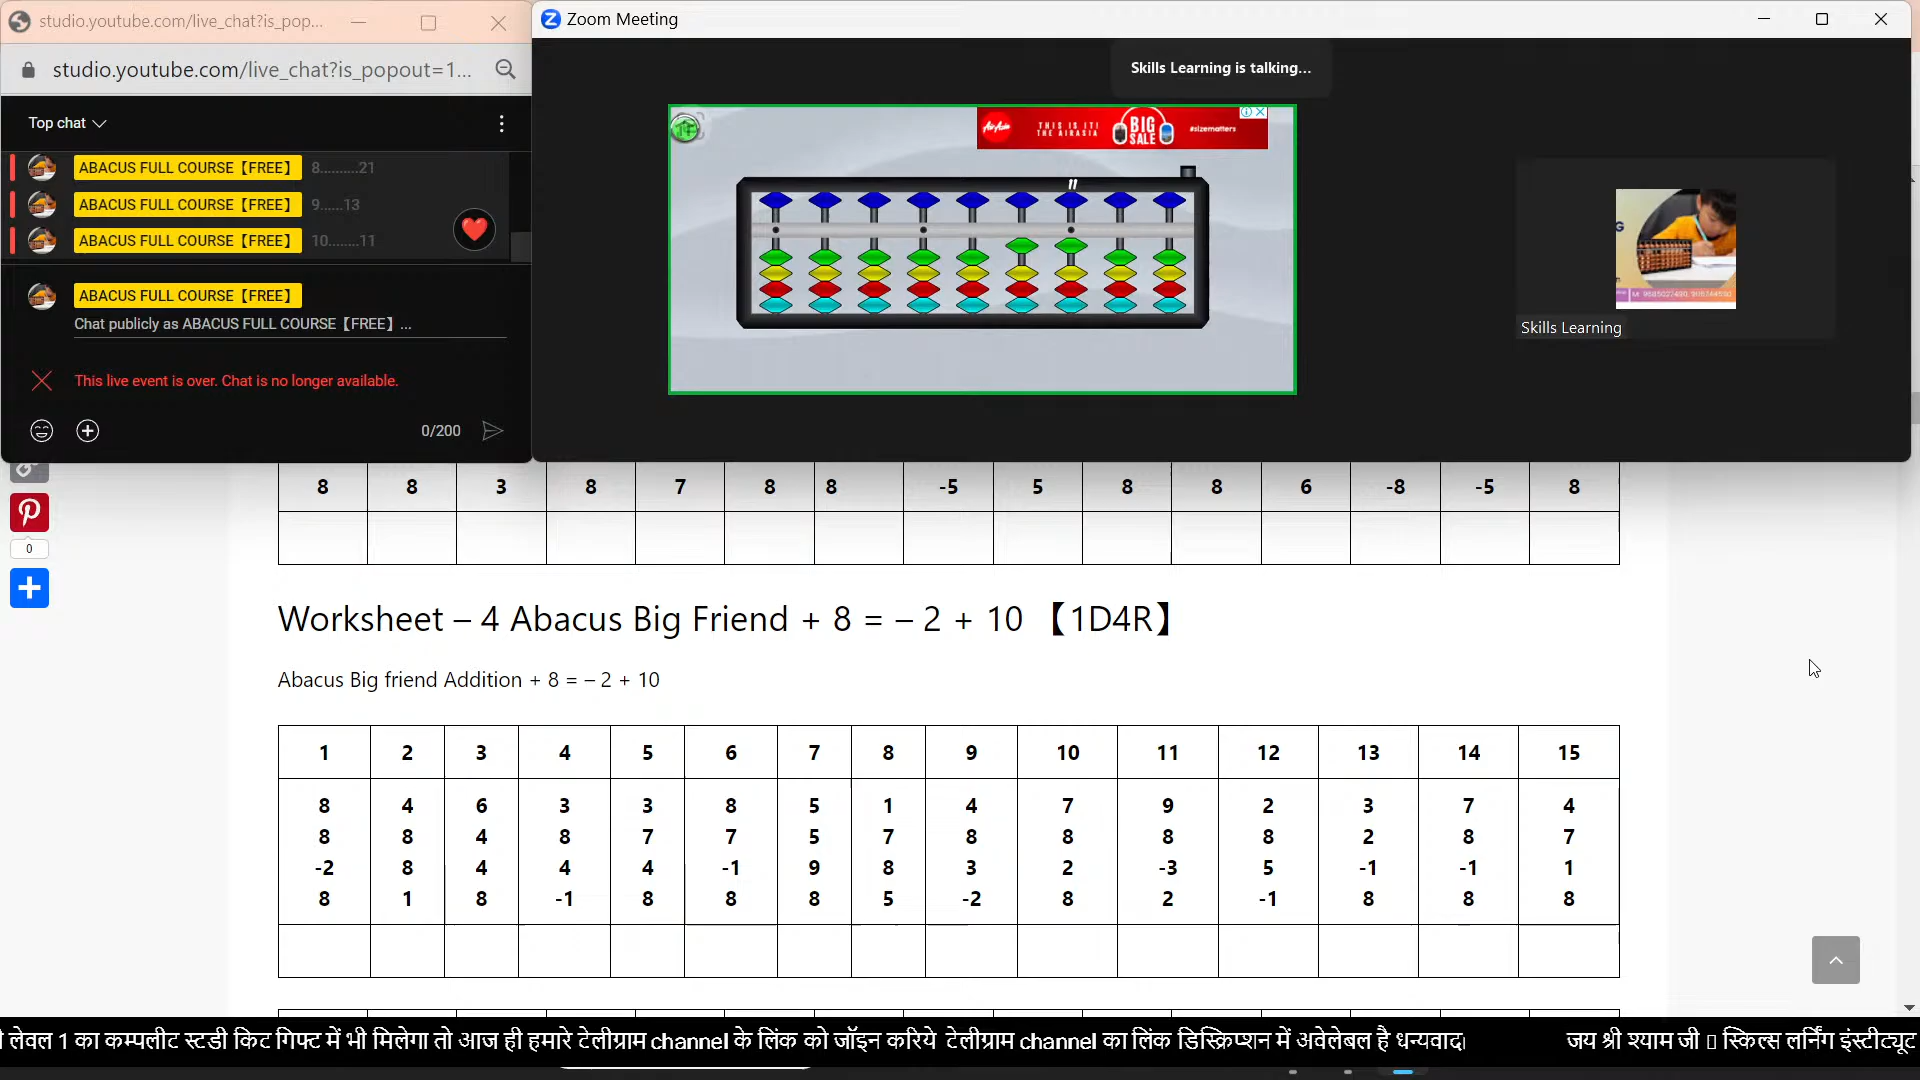 studio.youtube.com/live_chat?is_pop...
studio.youtube.com/live_chat?is_popout=1...
Top chat
ABACUS FULL COURSE【FREE】 8..........21
ABACUS FULL COURSE【FREE】 9......13
ABACUS FULL COURSE【FREE】 10........11
ABACUS FULL COURSE【FREE】
Chat publicly as ABACUS FULL COURSE【FREE】...
This live event is over. Chat is no longer available.
0/200
Zoom Meeting
Skills Learning is talking...
AirAsia THIS IS IT! THE AIRASIA BIG SALE #sizematters
11
Skills Learning
0
8 8 3 8 7 8 8 -5 5 8 8 6 -8 -5 8
Worksheet – 4 Abacus Big Friend + 8 = – 2 + 10 【1D4R】
Abacus Big friend Addition + 8 = – 2 + 10
1 2 3 4 5 6 7 8 9 10 11 12 13 14 15
8 4 6 3 3 8 5 1 4 7 9 2 3 7 4
8 8 4 8 7 7 5 7 8 8 8 8 2 8 7
-2 8 4 4 4 -1 9 8 3 2 -3 5 -1 -1 1
8 1 8 -1 8 8 8 5 -2 8 2 -1 8 8 8
लेवल 1 का कम्पलीट स्टडी किट गिफ्ट में भी मिलेगा तो आज ही हमारे टेलीग्राम channel के लिंक को जॉइन करिये टेलीग्राम channel का लिंक डिस्क्रिप्शन में अवेलेबल है धन्यवाद। जय श्री श्याम जी स्किल्स लर्निंग इंस्टीट्यूट